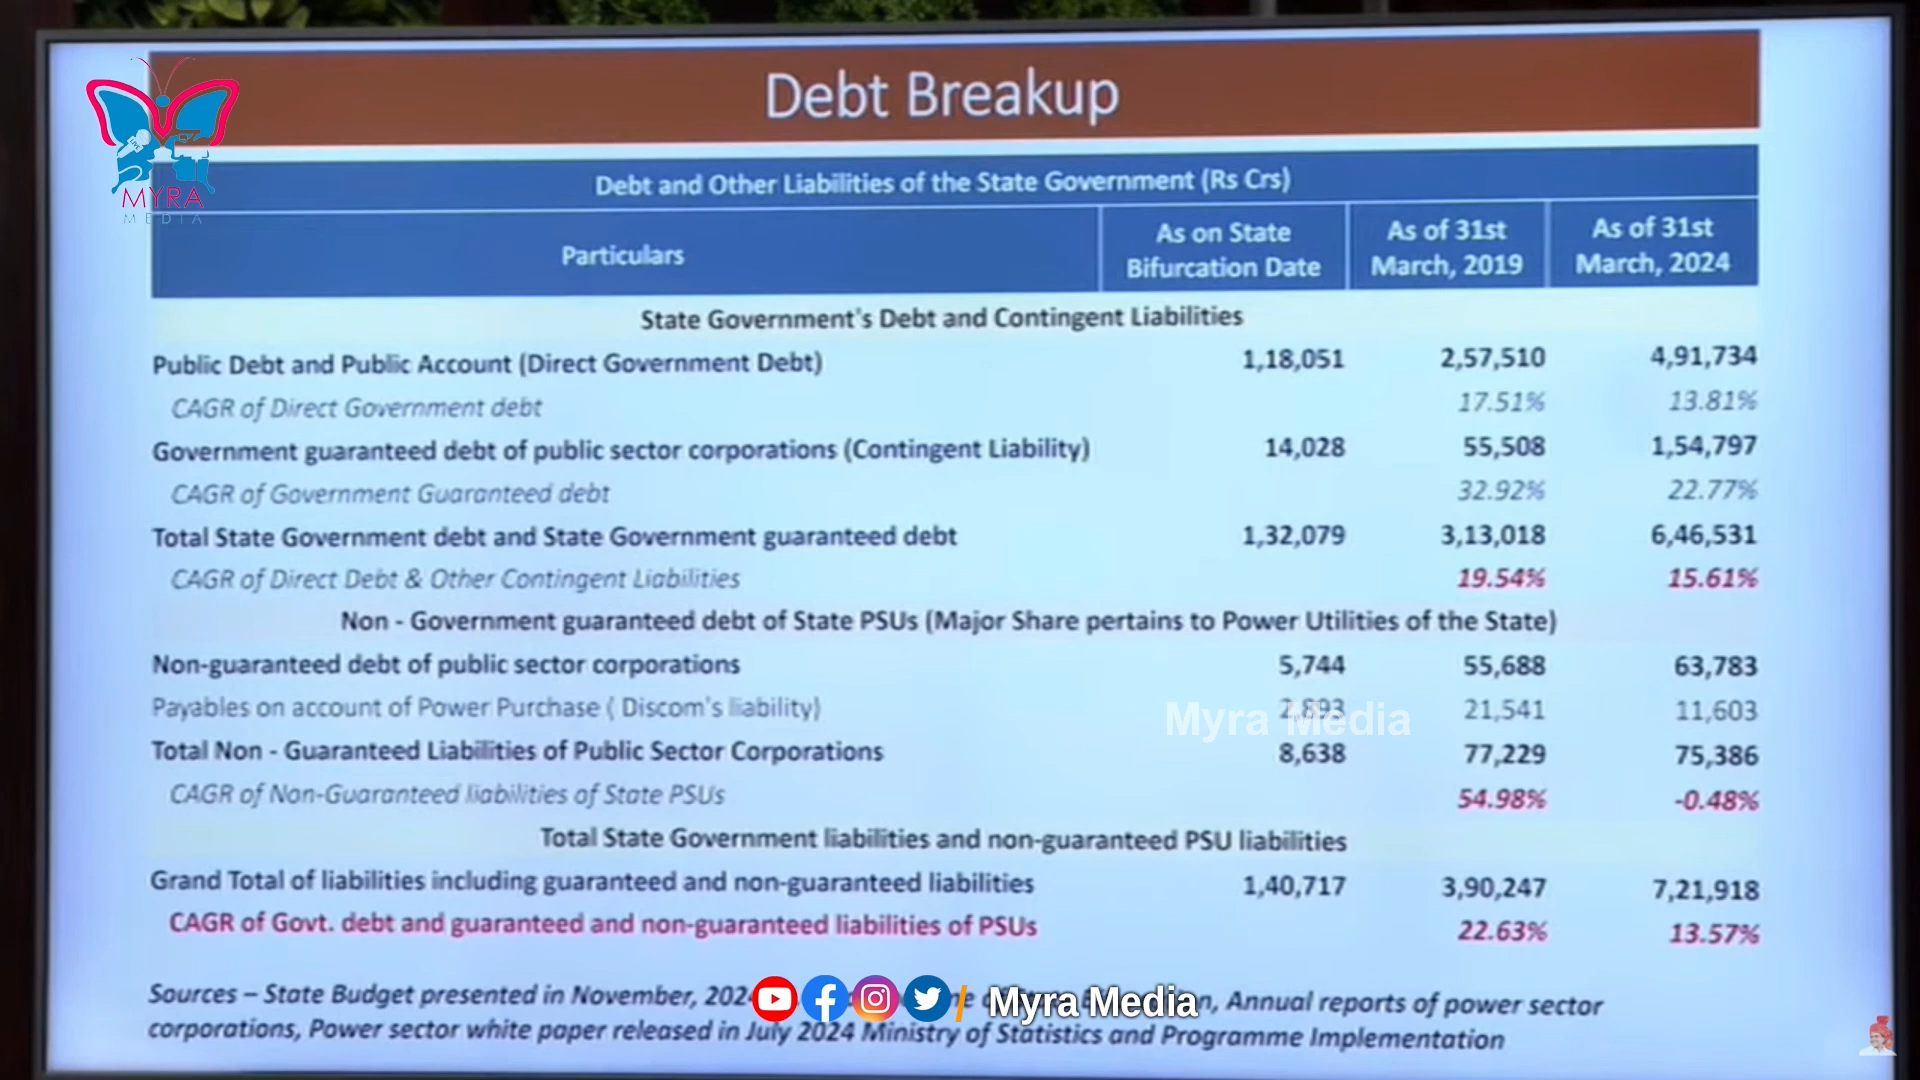 Debt Breakup
LIVE
MYRA
MEDIA
Debt and Other Liabilities of the State Government (Rs Crs)
Particulars
As on State
Bifurcation Date
As of 31st
March, 2019
As of 31st
March, 2024
State Government's Debt and Contingent Liabilities
Public Debt and Public Account (Direct Government Debt) 1,18,051 2,57,510 4,91,734
CAGR of Direct Government debt 17.51% 13.81%
Government guaranteed debt of public sector corporations (Contingent Liability) 14,028 55,508 1,54,797
CAGR of Government Guaranteed debt 32.92% 22.77%
Total State Government debt and State Government guaranteed debt 1,32,079 3,13,018 6,46,531
CAGR of Direct Debt & Other Contingent Liabilities 19.54% 15.61%
Non - Government guaranteed debt of State PSUs (Major Share pertains to Power Utilities of the State)
Non-guaranteed debt of public sector corporations 5,744 55,688 63,783
Payables on account of Power Purchase ( Discom's liability) 2,893 21,541 11,603
Myra Media
Total Non - Guaranteed Liabilities of Public Sector Corporations 8,638 77,229 75,386
CAGR of Non-Guaranteed liabilities of State PSUs 54.98% -0.48%
Total State Government liabilities and non-guaranteed PSU liabilities
Grand Total of liabilities including guaranteed and non-guaranteed liabilities 1,40,717 3,90,247 7,21,918
CAGR of Govt. debt and guaranteed and non-guaranteed liabilities of PSUs 22.63% 13.57%
Sources – State Budget presented in November, Annual reports of power sector
corporations, Power sector white paper released in July 2024 Ministry of Statistics and Programme Implementation
/ Myra Media